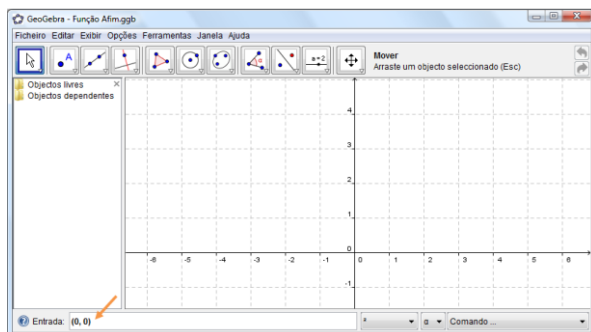 GeoGebra - Função Afim.ggb
Ficheiro Editar Exibir Opções Ferramentas Janela Ajuda
A
α
a=2
Mover
Arraste um objecto seleccionado (Esc)
Objectos livres
Objectos dependentes
4
3
2
1
0
-6 -5 -4 -3 -2 -1 0 1 2 3 4 5 6
-1
Entrada: (0, 0)
² α Comando ...